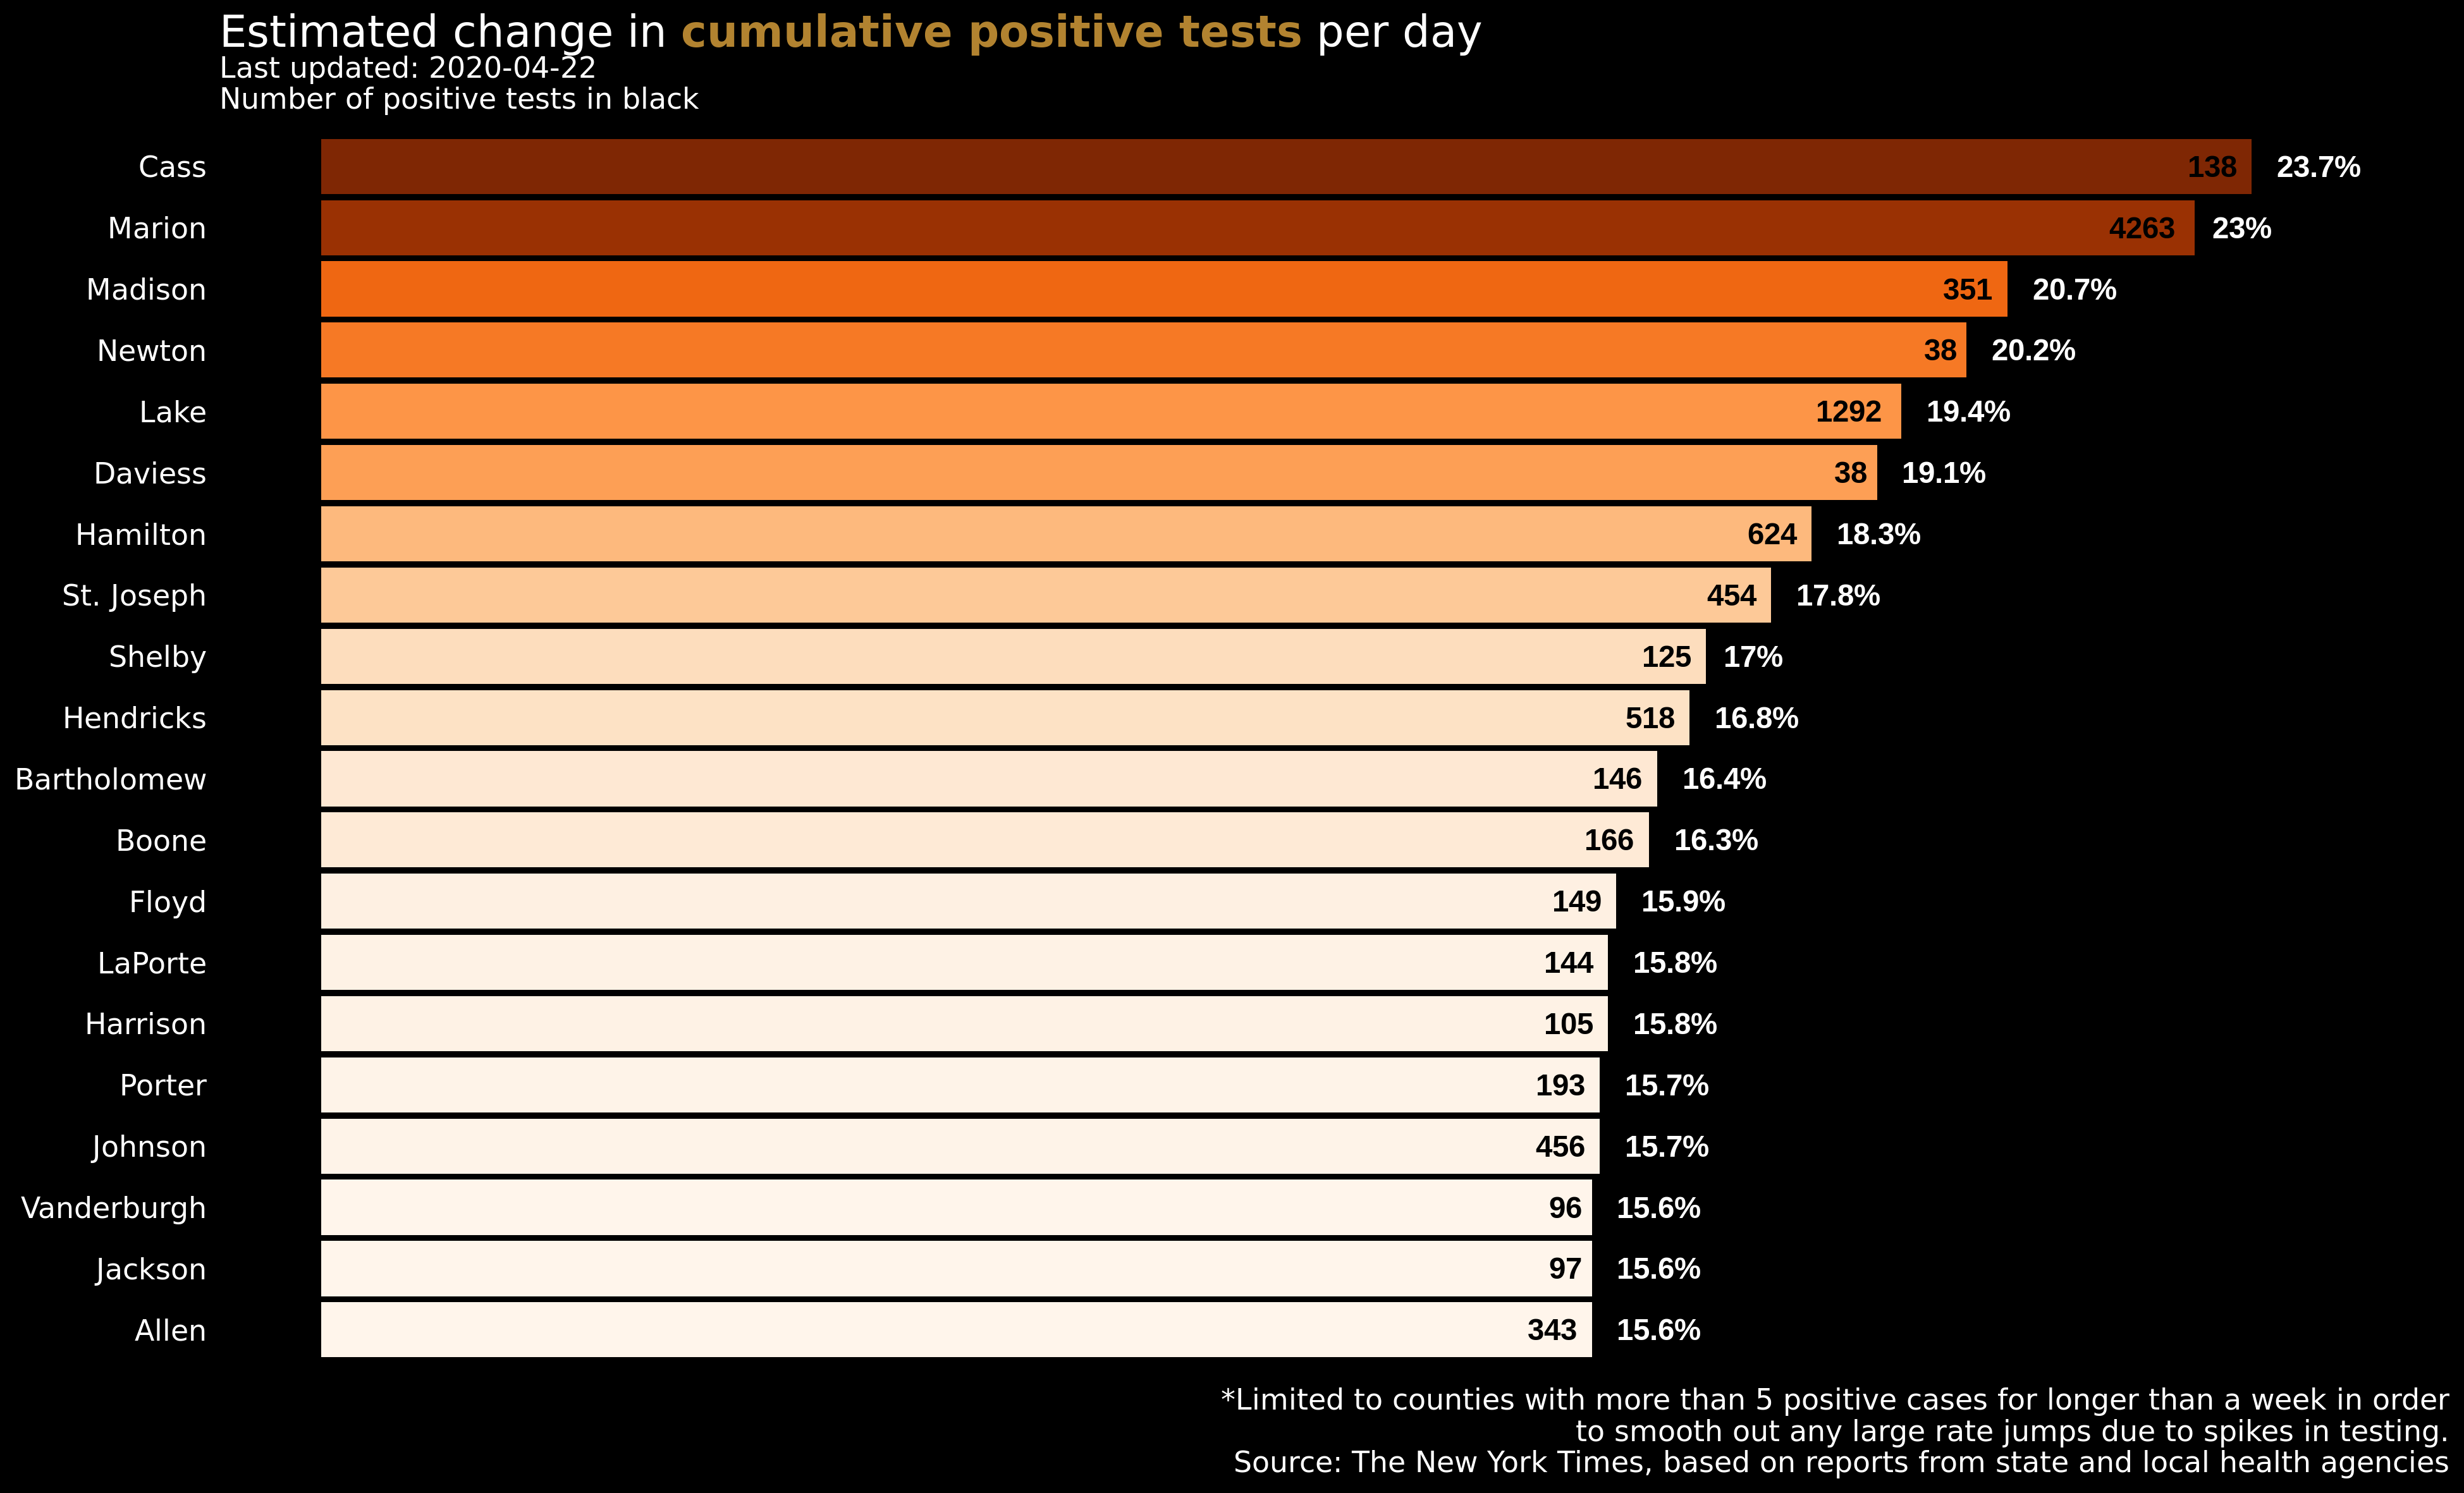 Estimated change in cumulative positive tests per day
Last updated: 2020-04-22
Number of positive tests in black
Cass 138 23.7%
Marion 4263 23%
Madison 351 20.7%
Newton 38 20.2%
Lake 1292 19.4%
Daviess 38 19.1%
Hamilton 624 18.3%
St. Joseph 454 17.8%
Shelby 125 17%
Hendricks 518 16.8%
Bartholomew 146 16.4%
Boone 166 16.3%
Floyd 149 15.9%
LaPorte 144 15.8%
Harrison 105 15.8%
Porter 193 15.7%
Johnson 456 15.7%
Vanderburgh 96 15.6%
Jackson 97 15.6%
Allen 343 15.6%
*Limited to counties with more than 5 positive cases for longer than a week in order
to smooth out any large rate jumps due to spikes in testing.
Source: The New York Times, based on reports from state and local health agencies